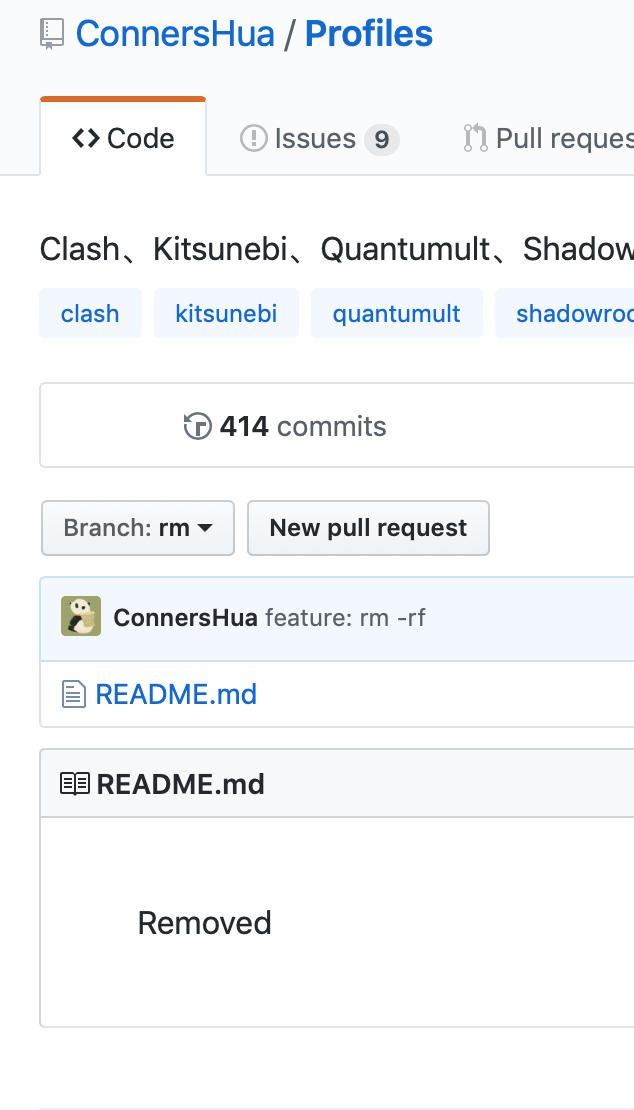 ConnersHua / Profiles
Code Issues 9 Pull reques
Clash、Kitsunebi、Quantumult、Shadow
clash kitsunebi quantumult shadowroc
414 commits
Branch: rm New pull request
ConnersHua feature: rm -rf
README.md
README.md
Removed